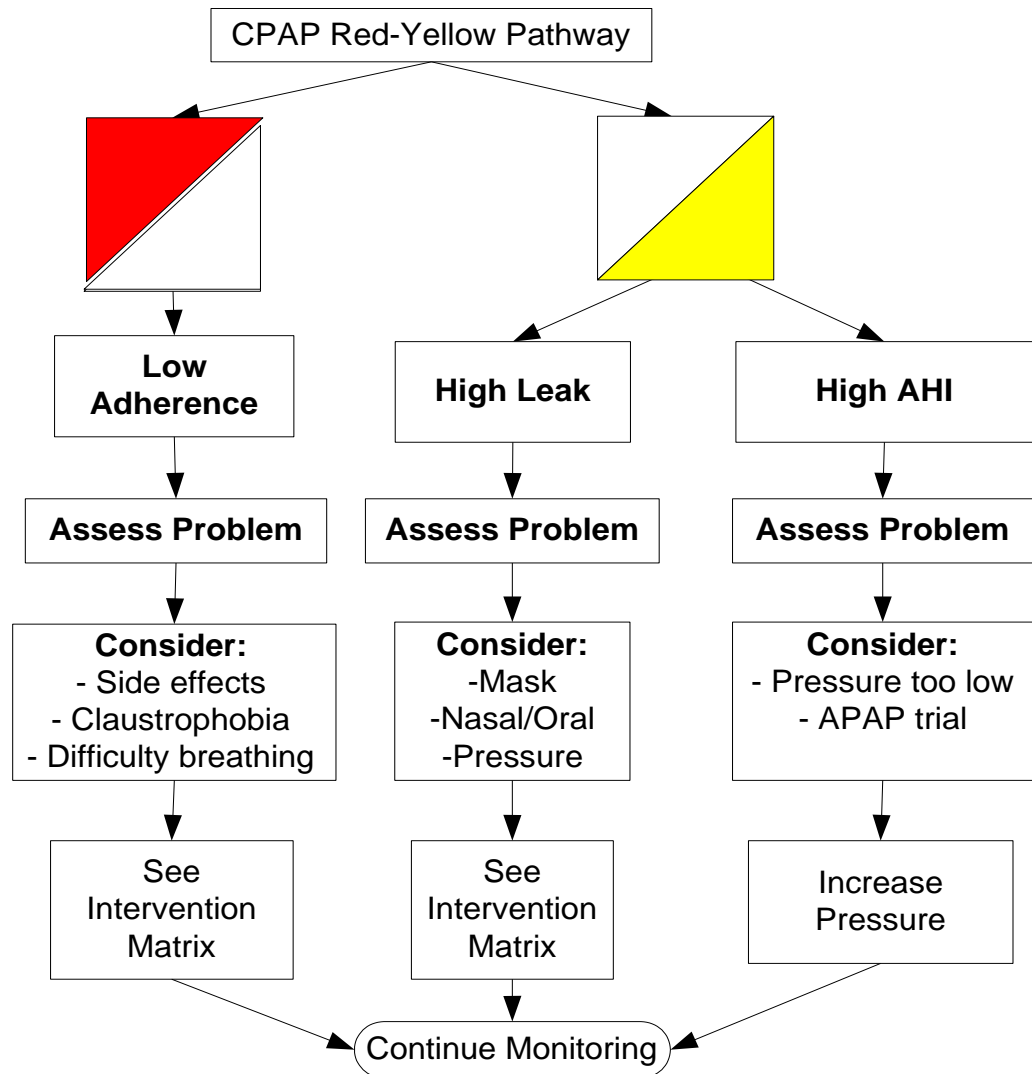 CPAP Red-Yellow Pathway
Low
Adherence
High Leak
High AHI
Assess Problem
Assess Problem
Assess Problem
Consider:
- Side effects
- Claustrophobia
- Difficulty breathing
Consider:
-Mask
-Nasal/Oral
-Pressure
Consider:
- Pressure too low
- APAP trial
See
Intervention
Matrix
See
Intervention
Matrix
Increase
Pressure
Continue Monitoring